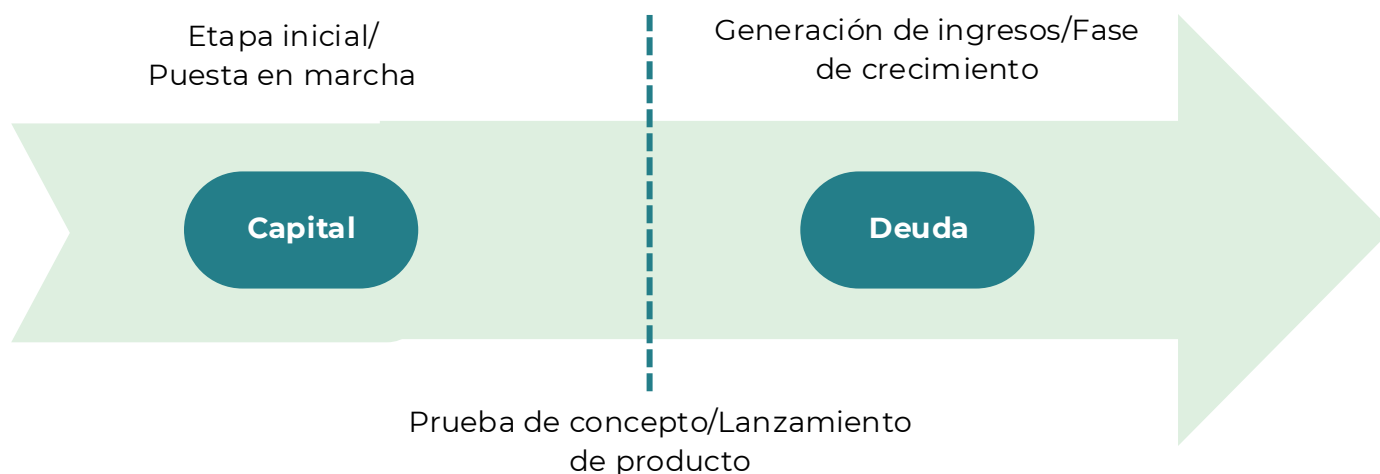 Etapa inicial/
Puesta en marcha
Generación de ingresos/Fase
de crecimiento
Capital
Deuda
Prueba de concepto/Lanzamiento
de producto